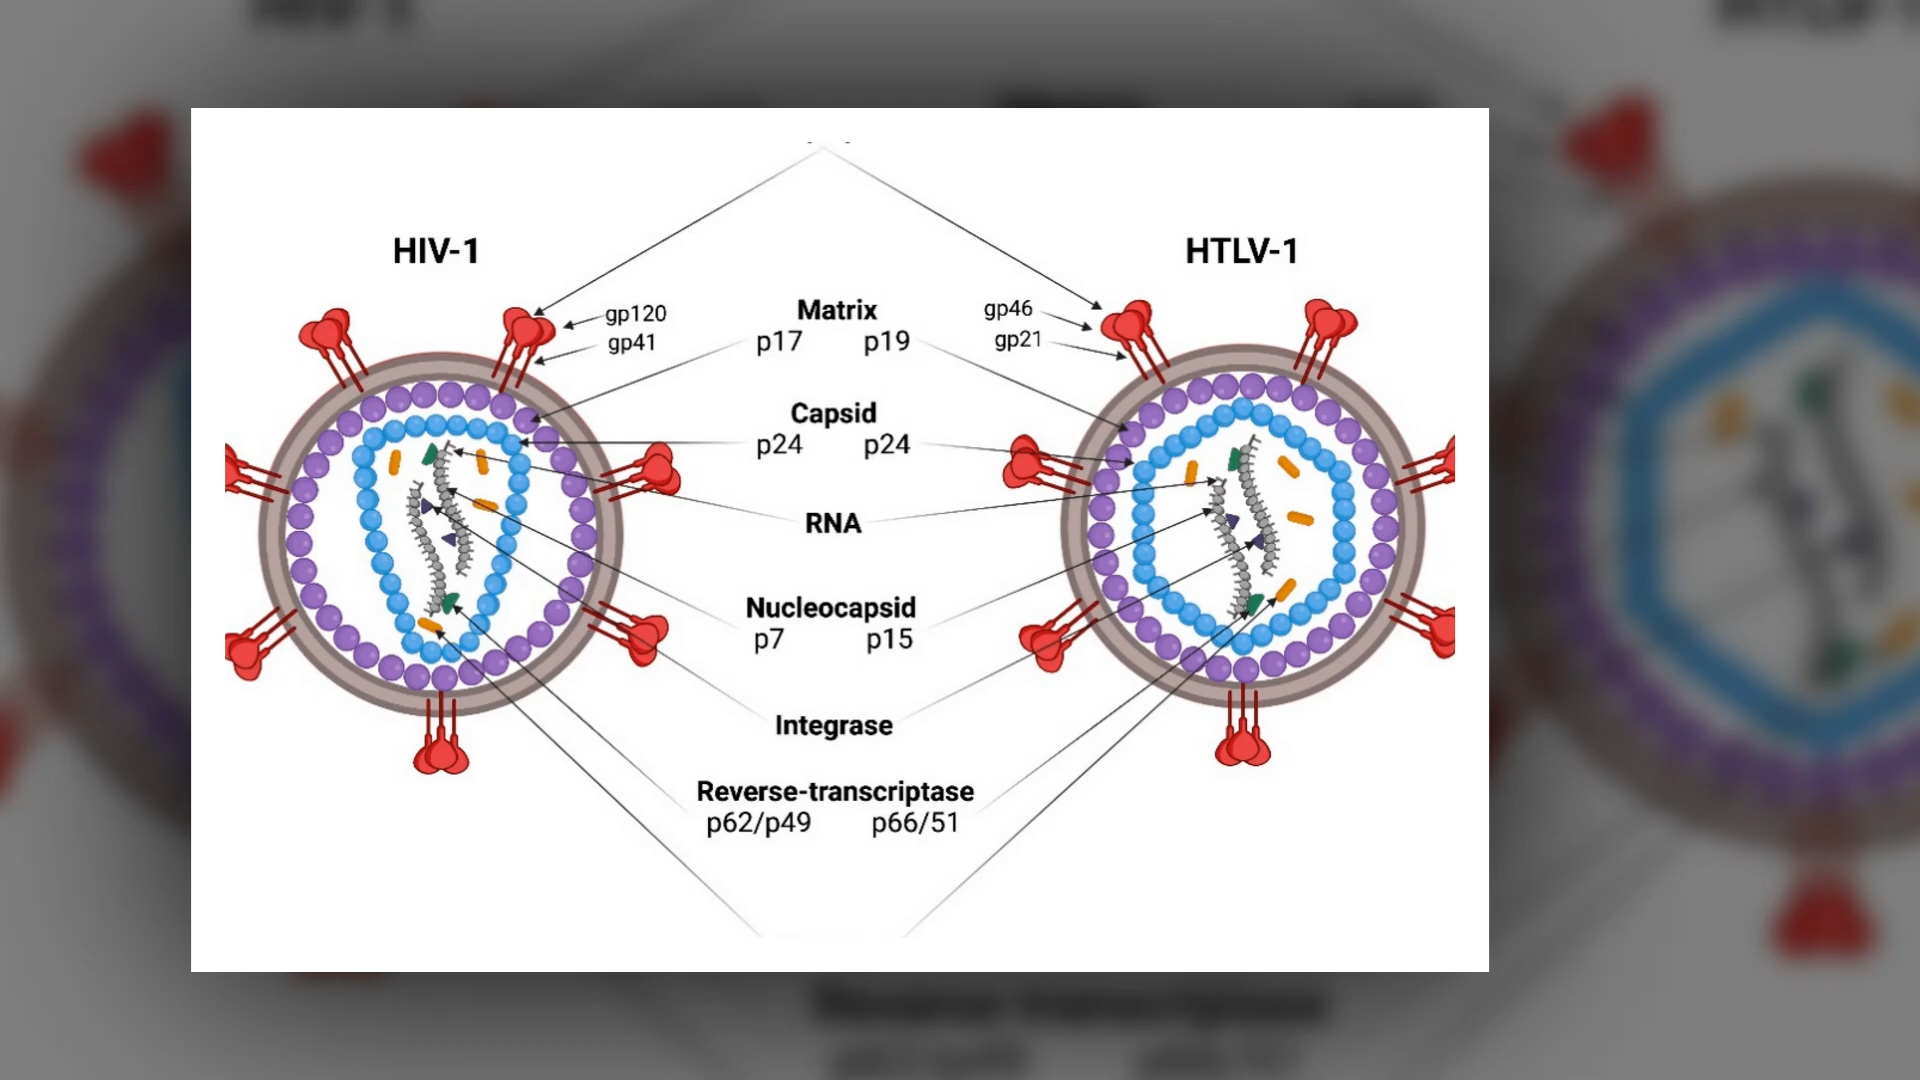 HIV-1
HTLV-1
gp120
gp41
gp46
gp21
Matrix
p17 p19
Capsid
p24 p24
RNA
Nucleocapsid
p7 p15
Integrase
Reverse-transcriptase
p62/p49 p66/51